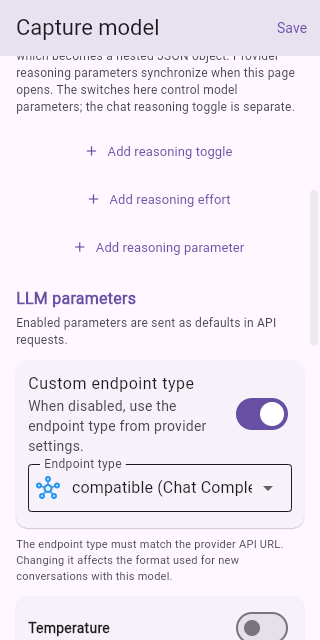 Capture model
Save
which becomes a nested JSON object. Provider
reasoning parameters synchronize when this page
opens. The switches here control model
parameters; the chat reasoning toggle is separate.
Add reasoning toggle
Add reasoning effort
Add reasoning parameter
LLM parameters
Enabled parameters are sent as defaults in API
requests.
Custom endpoint type
When disabled, use the
endpoint type from provider
settings.
Endpoint type
compatible (Chat Comple
The endpoint type must match the provider API URL.
Changing it affects the format used for new
conversations with this model.
Temperature